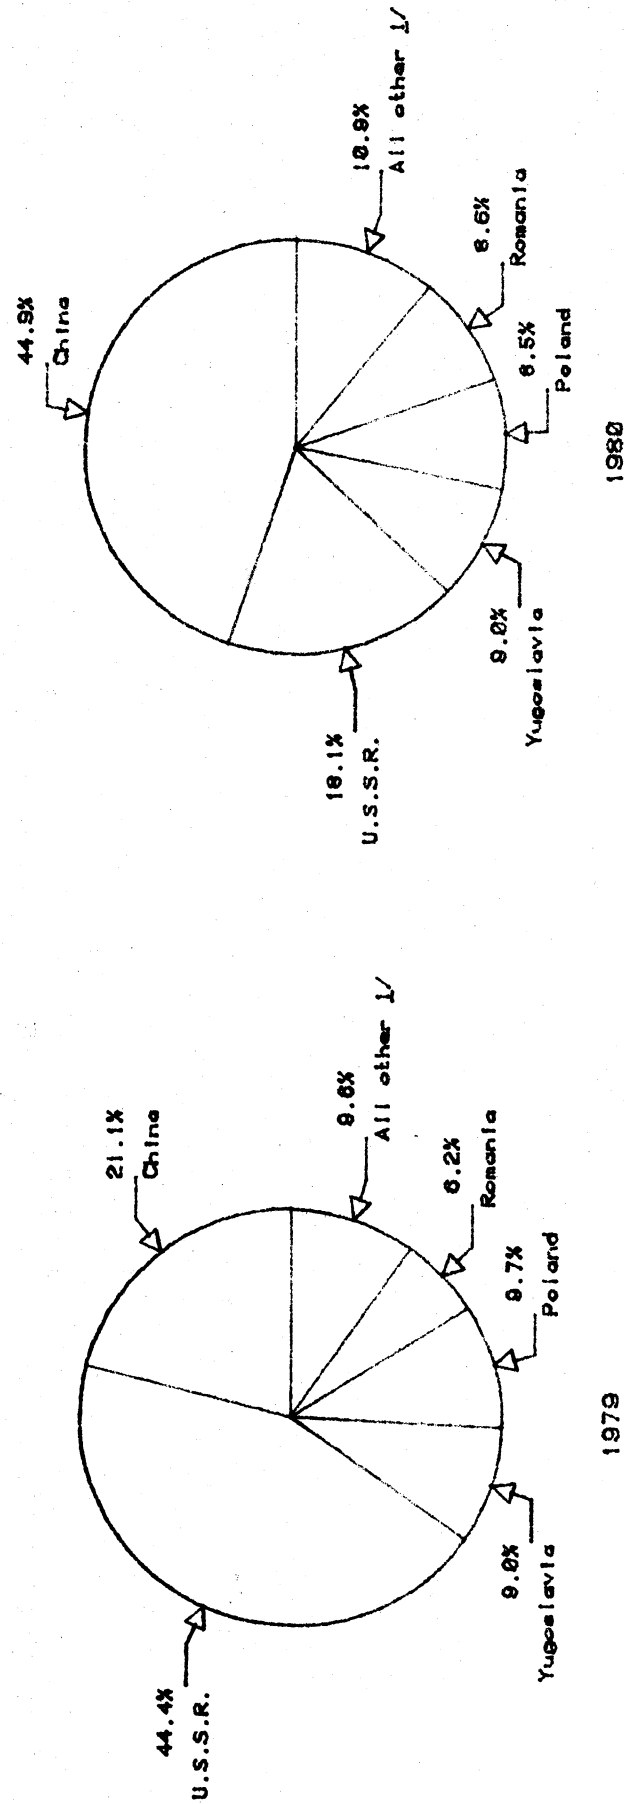 21.1%
China
44.4%
U.S.S.R.
9.6%
All other 1/
6.2%
Romania
9.7%
Poland
9.0%
Yugoslavia
1979
44.9%
China
18.1%
U.S.S.R.
10.9%
All other 1/
8.6%
Romania
8.5%
Poland
9.0%
Yugoslavia
1980